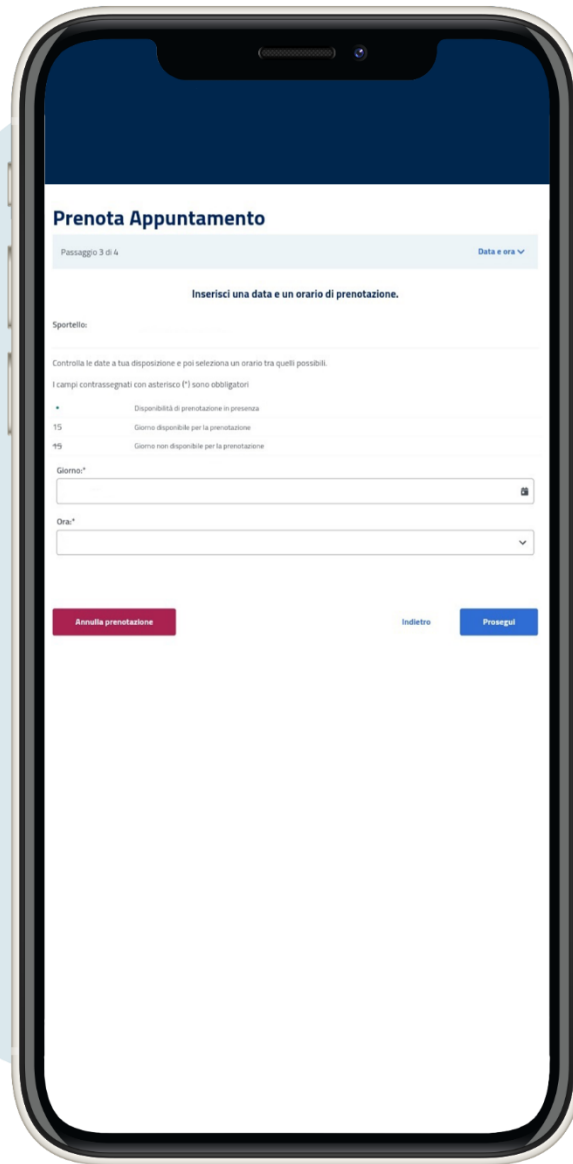 Prenota Appuntamento
Passaggio 3 di 4 Data e ora
Inserisci una data e un orario di prenotazione.
Sportello:
Controlla le date a tua disposizione e poi seleziona un orario tra quelli possibili.
I campi contrassegnati con asterisco (*) sono obbligatori
Disponibilità di prenotazione in presenza
15 Giorno disponibile per la prenotazione
15 Giorno non disponibile per la prenotazione
Giorno:*
Ora:*
Annulla prenotazione Indietro Prosegui